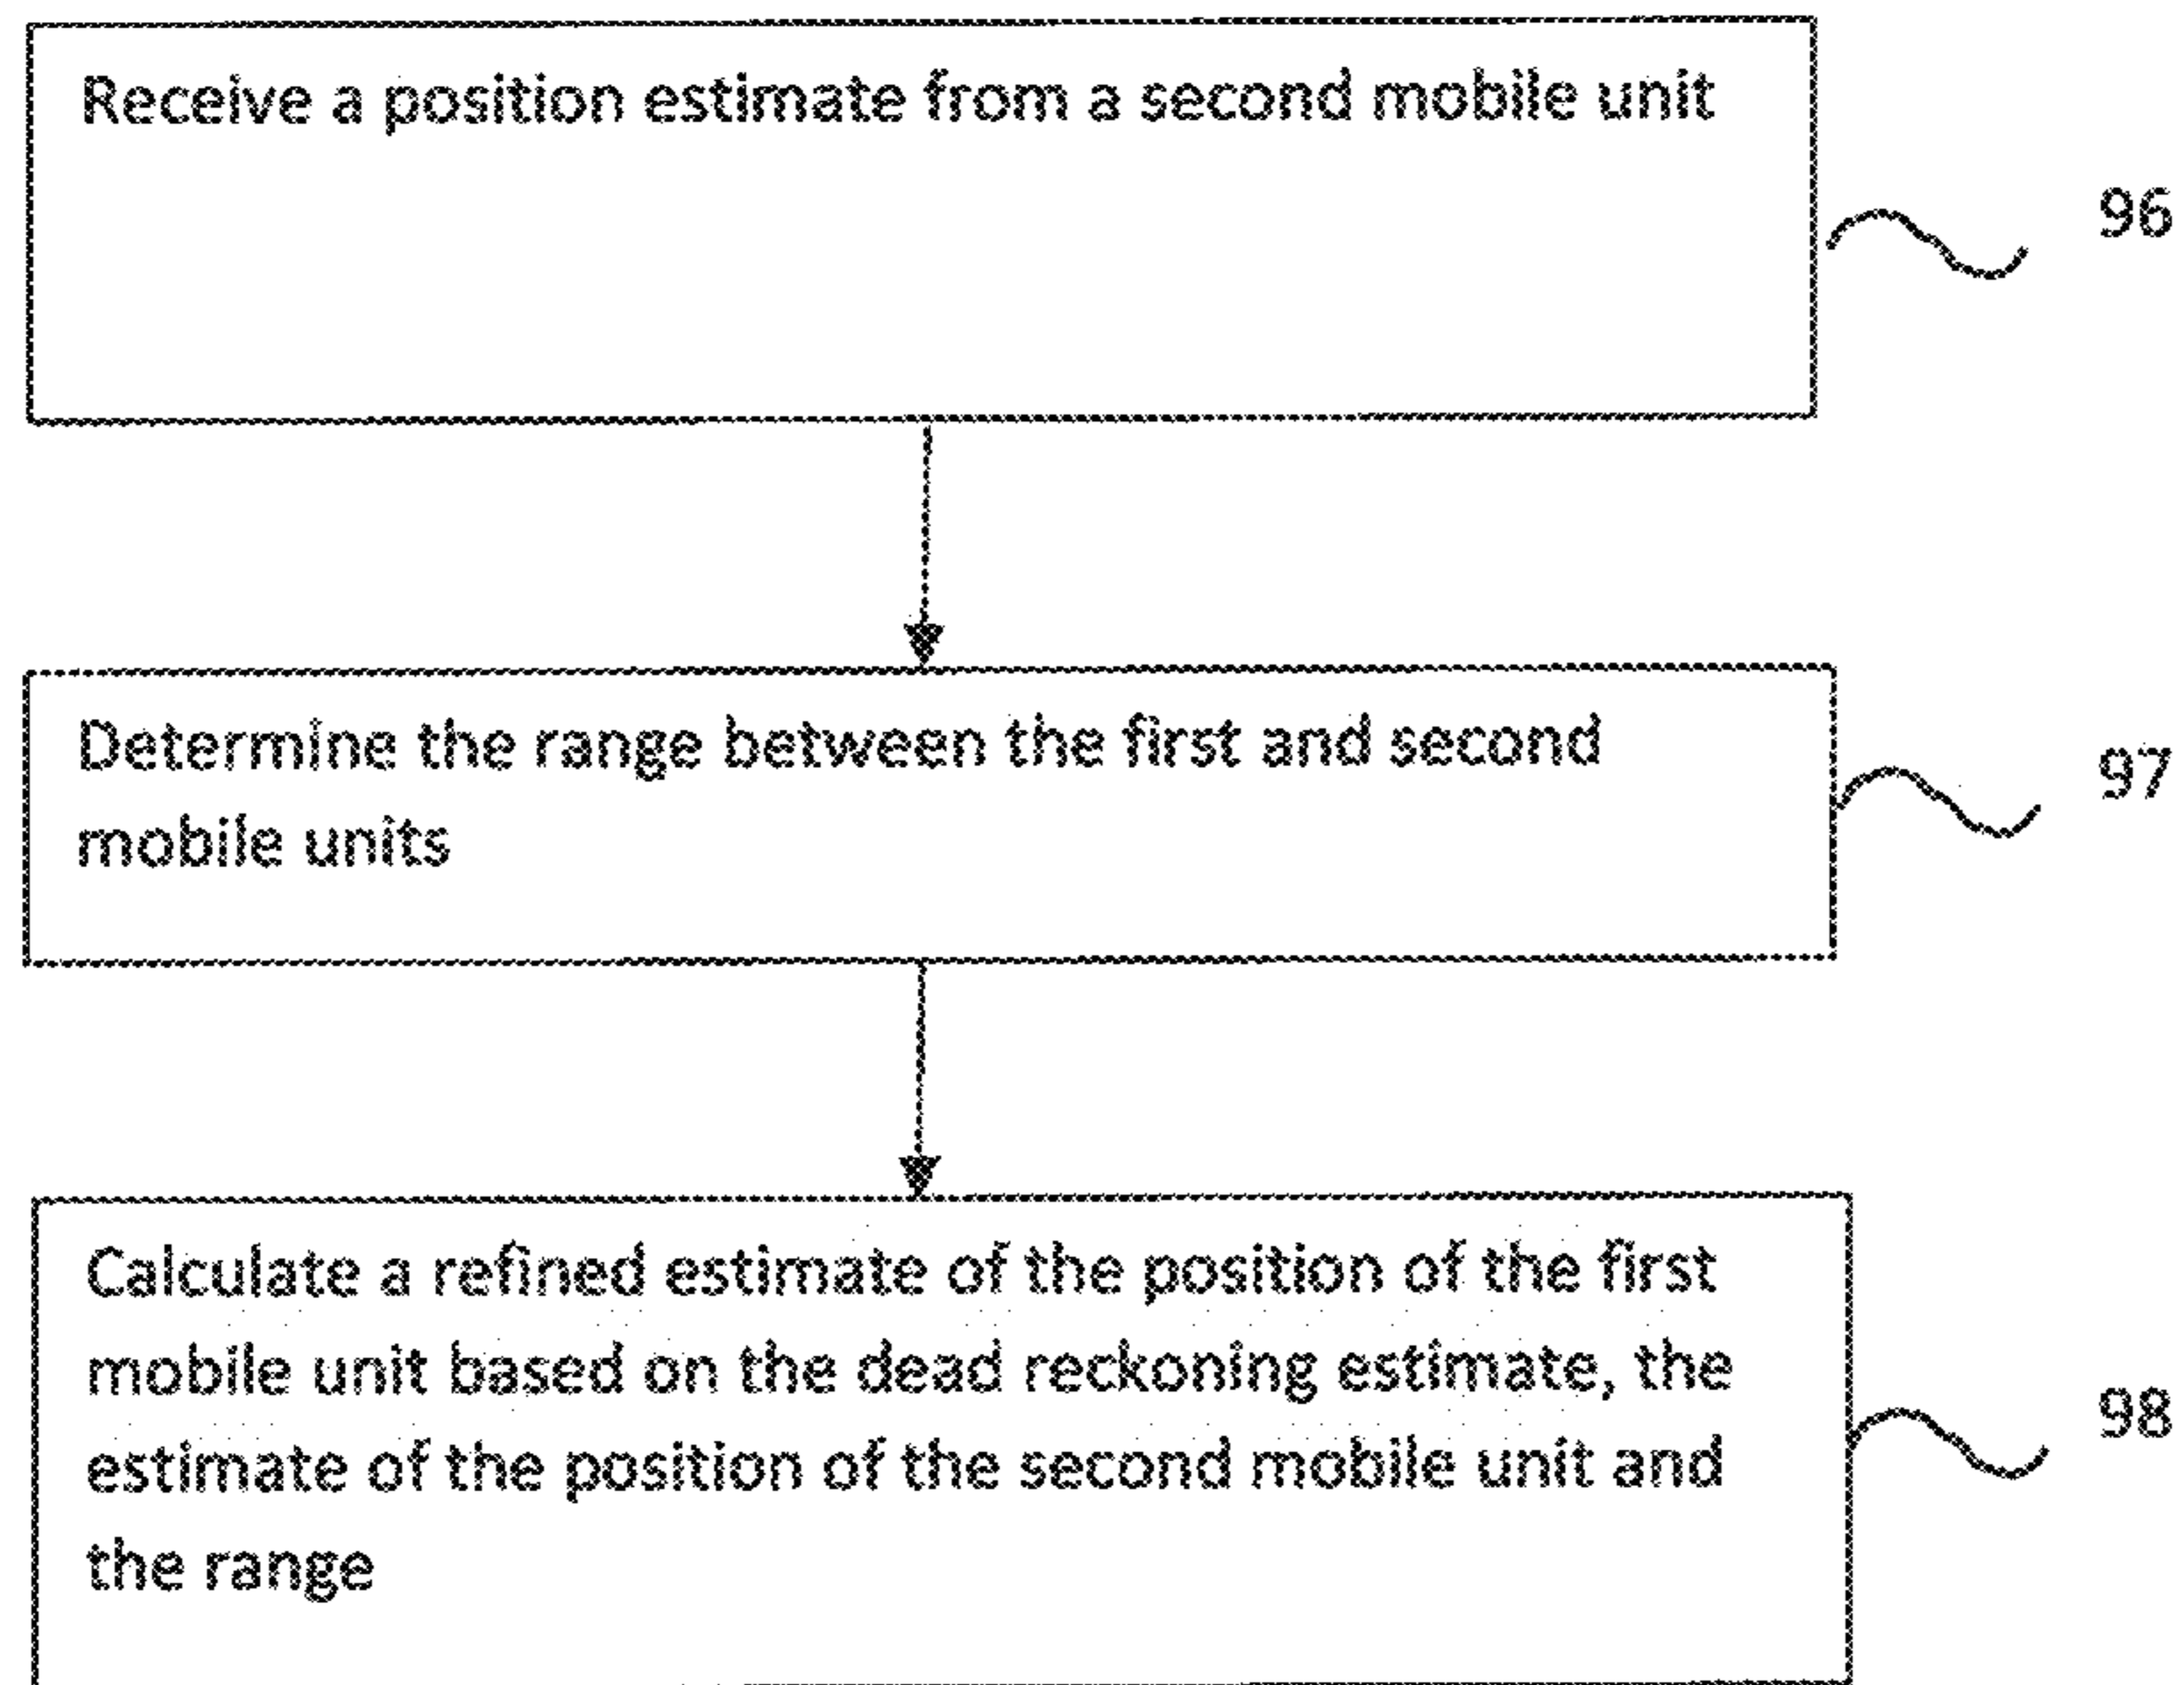 Receive a position estimate from a second mobile unit
96
Determine the range between the first and second
mobile units
97
Calculate a refined estimate of the position of the first
mobile unit based on the dead reckoning estimate, the
estimate of the position of the second mobile unit and
the range
98